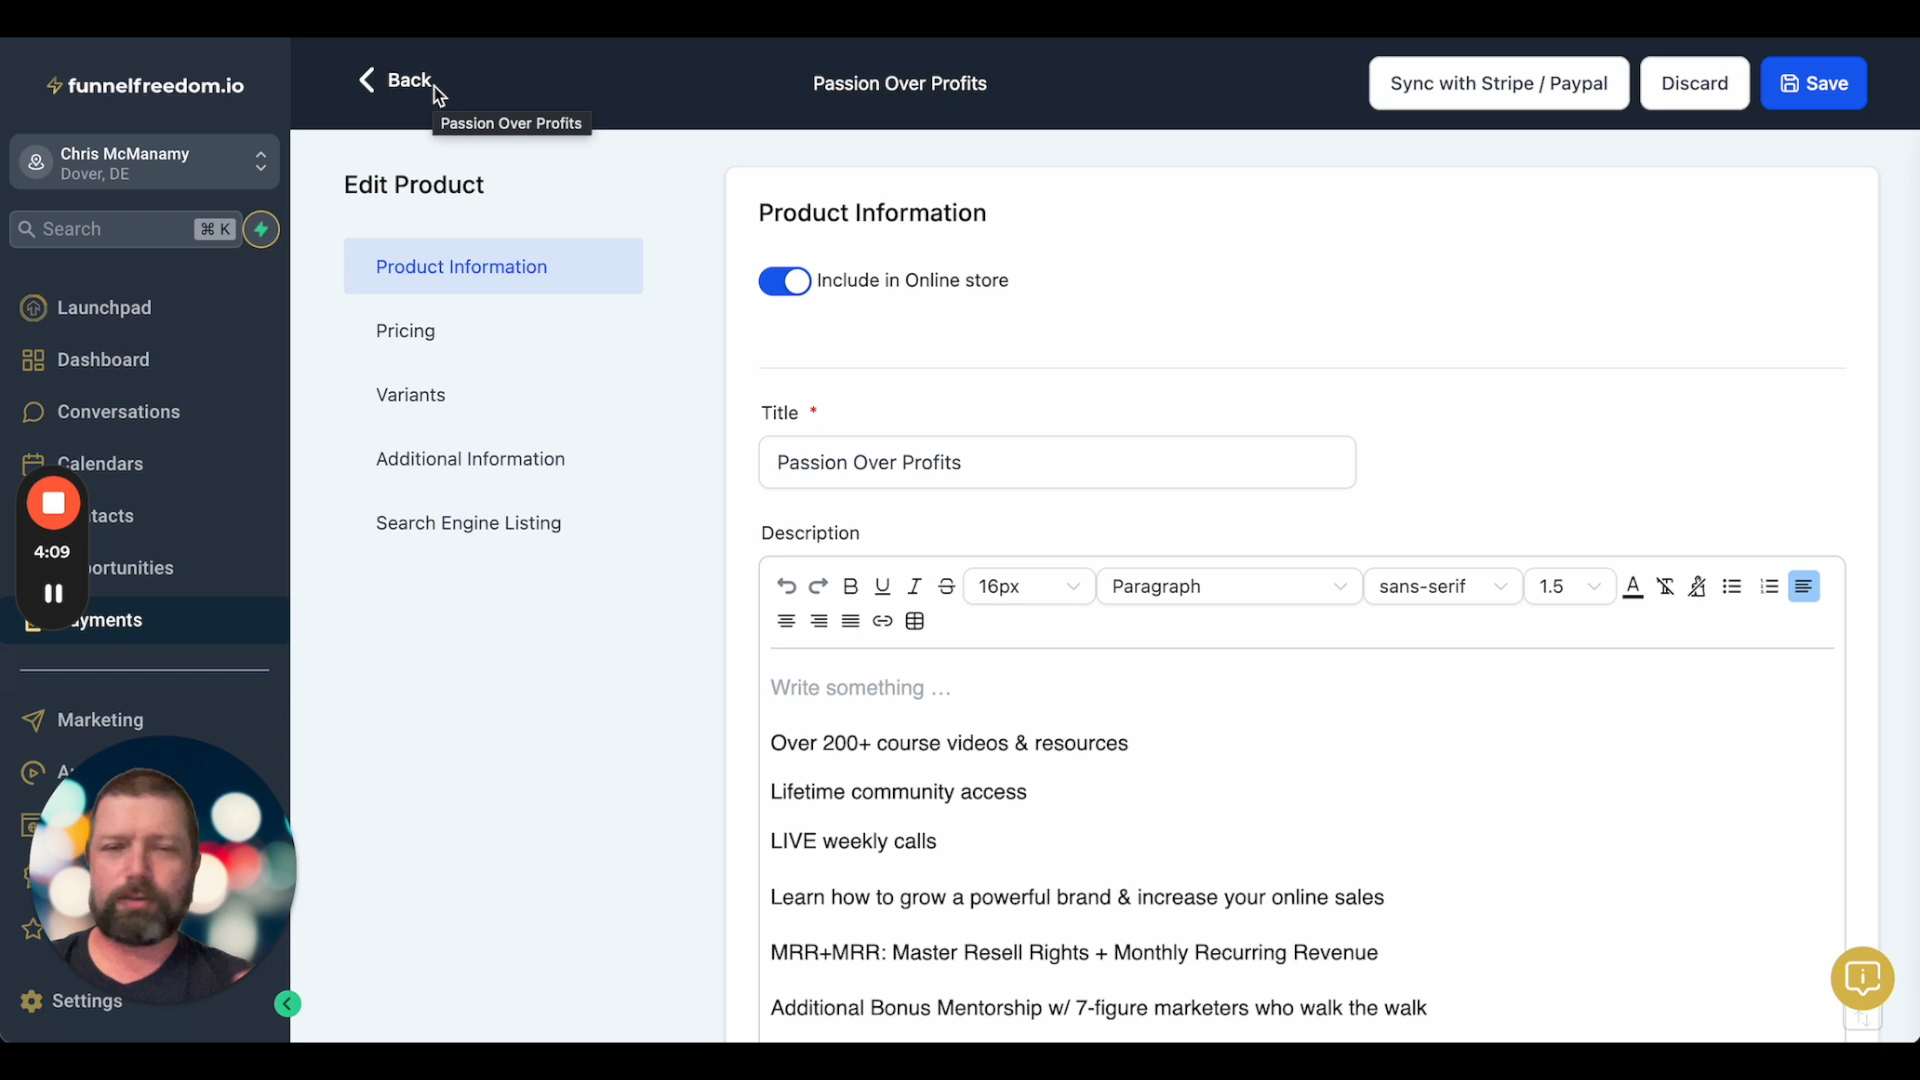 funnelfreedom.io
Chris McManamy
Dover, DE
Search
⌘ K
Launchpad
Dashboard
Conversations
Calendars
tacts
portunities
yments
Marketing
Settings
4:09
Back
Passion Over Profits
Passion Over Profits
Sync with Stripe / Paypal
Discard
Save
Edit Product
Product Information
Pricing
Variants
Additional Information
Search Engine Listing
Product Information
Include in Online store
Title *
Passion Over Profits
Description
16px
Paragraph
sans-serif
1.5
Write something ...
Over 200+ course videos & resources
Lifetime community access
LIVE weekly calls
Learn how to grow a powerful brand & increase your online sales
MRR+MRR: Master Resell Rights + Monthly Recurring Revenue
Additional Bonus Mentorship w/ 7-figure marketers who walk the walk